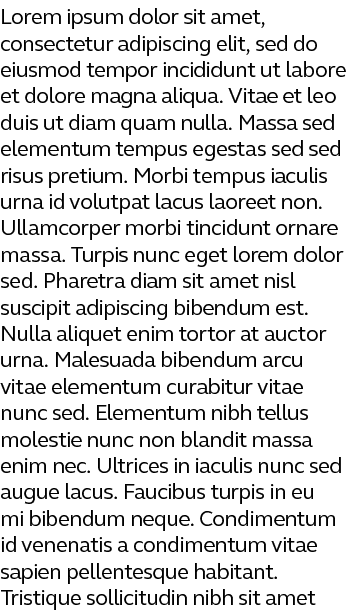 Lorem ipsum dolor sit amet,
consectetur adipiscing elit, sed do
eiusmod tempor incididunt ut labore
et dolore magna aliqua. Vitae et leo
duis ut diam quam nulla. Massa sed
elementum tempus egestas sed sed
risus pretium. Morbi tempus iaculis
urna id volutpat lacus laoreet non.
Ullamcorper morbi tincidunt ornare
massa. Turpis nunc eget lorem dolor
sed. Pharetra diam sit amet nisl
suscipit adipiscing bibendum est.
Nulla aliquet enim tortor at auctor
urna. Malesuada bibendum arcu
vitae elementum curabitur vitae
nunc sed. Elementum nibh tellus
molestie nunc non blandit massa
enim nec. Ultrices in iaculis nunc sed
augue lacus. Faucibus turpis in eu
mi bibendum neque. Condimentum
id venenatis a condimentum vitae
sapien pellentesque habitant.
Tristique sollicitudin nibh sit amet